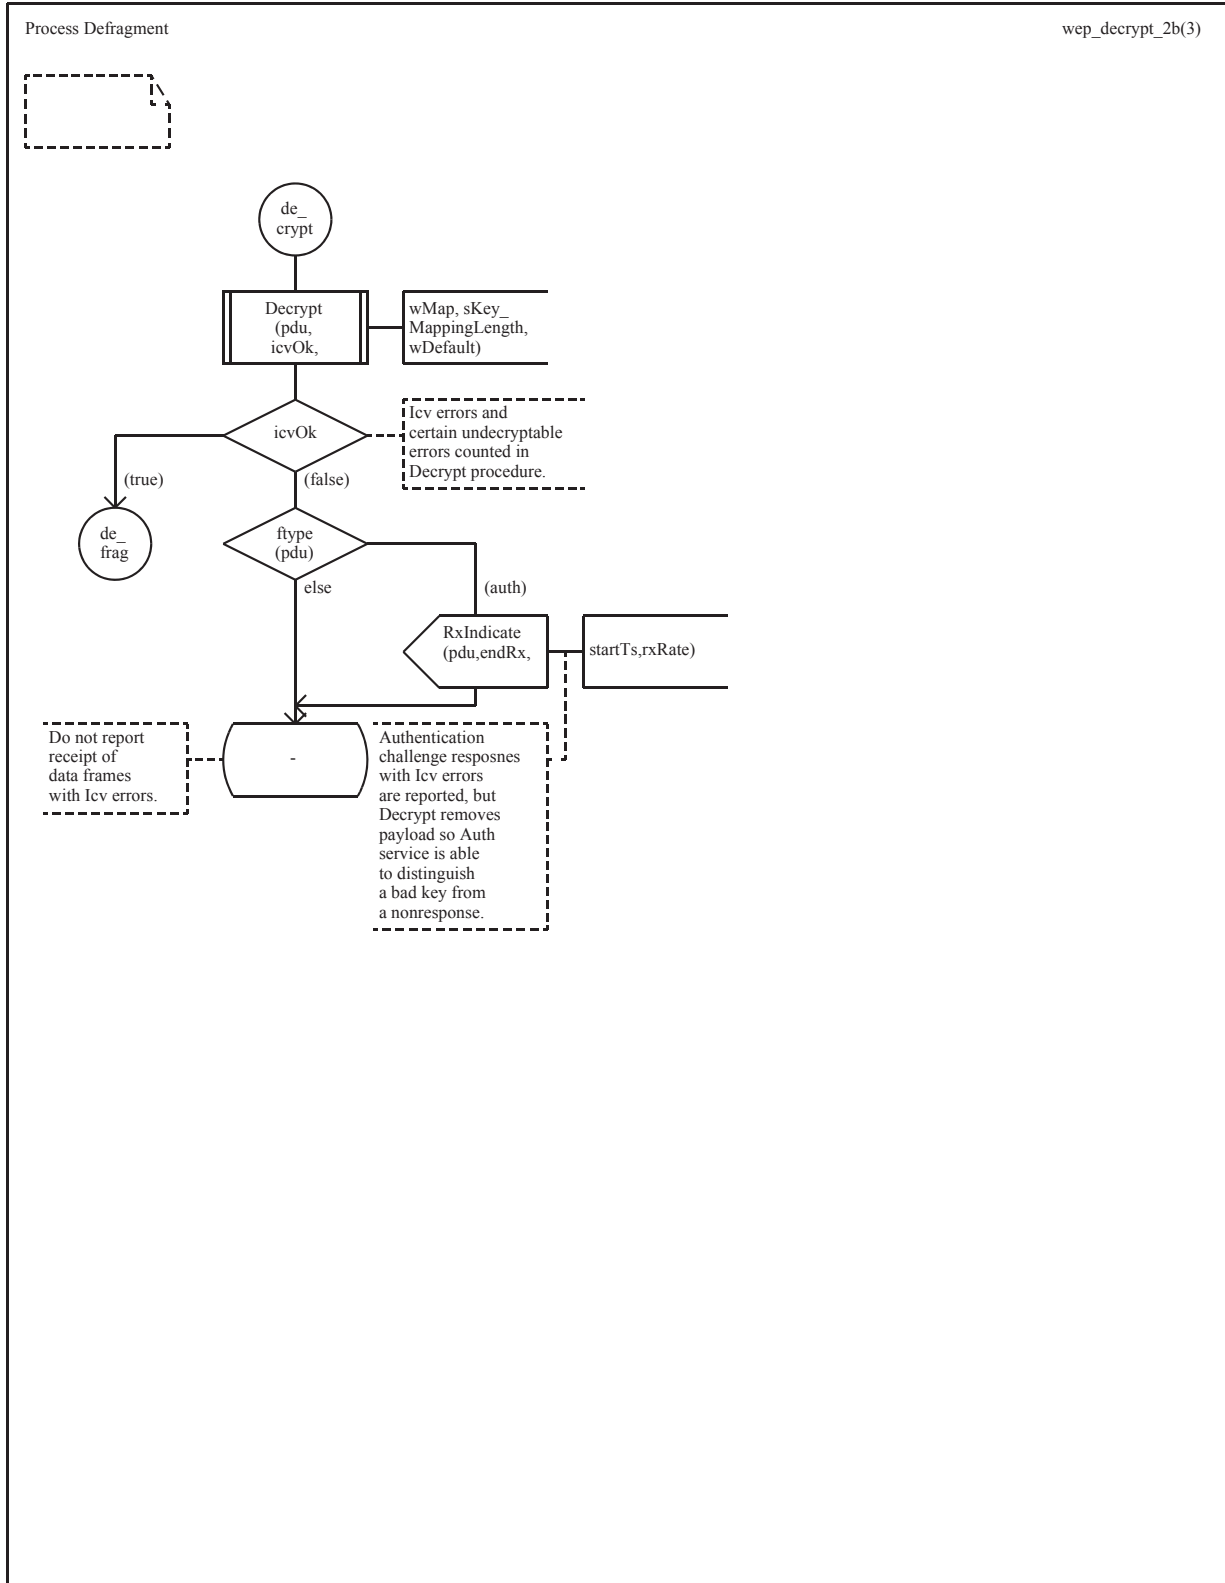 Process Defragment
wep_decrypt_2b(3)
de_
crypt
Decrypt
(pdu,
icvOk,
wMap, sKey_
MappingLength,
wDefault)
icvOk
Icv errors and
certain undecryptable
errors counted in
Decrypt procedure.
(true)
(false)
de_
frag
ftype
(pdu)
else
(auth)
RxIndicate
(pdu,endRx,
startTs,rxRate)
Do not report
receipt of
data frames
with Icv errors.
-
Authentication
challenge resposnes
with Icv errors
are reported, but
Decrypt removes
payload so Auth
service is able
to distinguish
a bad key from
a nonresponse.